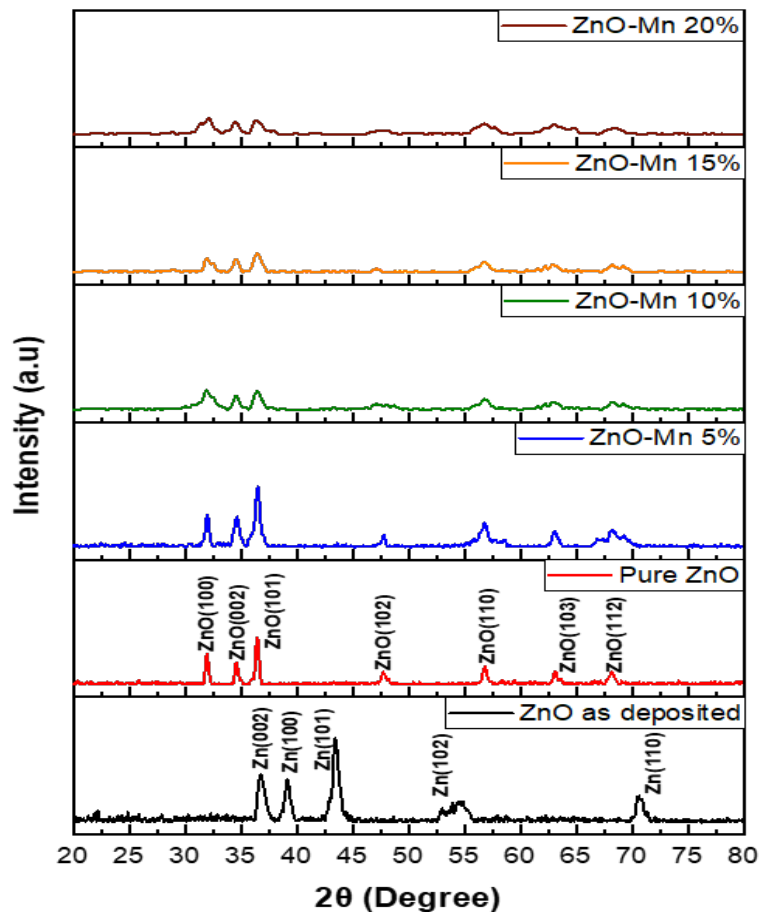 ZnO-Mn 20%
ZnO-Mn 15%
ZnO-Mn 10%
ZnO-Mn 5%
Pure ZnO
ZnO(100)
ZnO(002)
ZnO(101)
ZnO(102)
ZnO(110)
ZnO(103)
ZnO(112)
ZnO as deposited
Zn(002)
Zn(100)
Zn(101)
Zn(102)
Zn(110)
Intensity (a.u)
20 25 30 35 40 45 50 55 60 65 70 75 80
2θ (Degree)